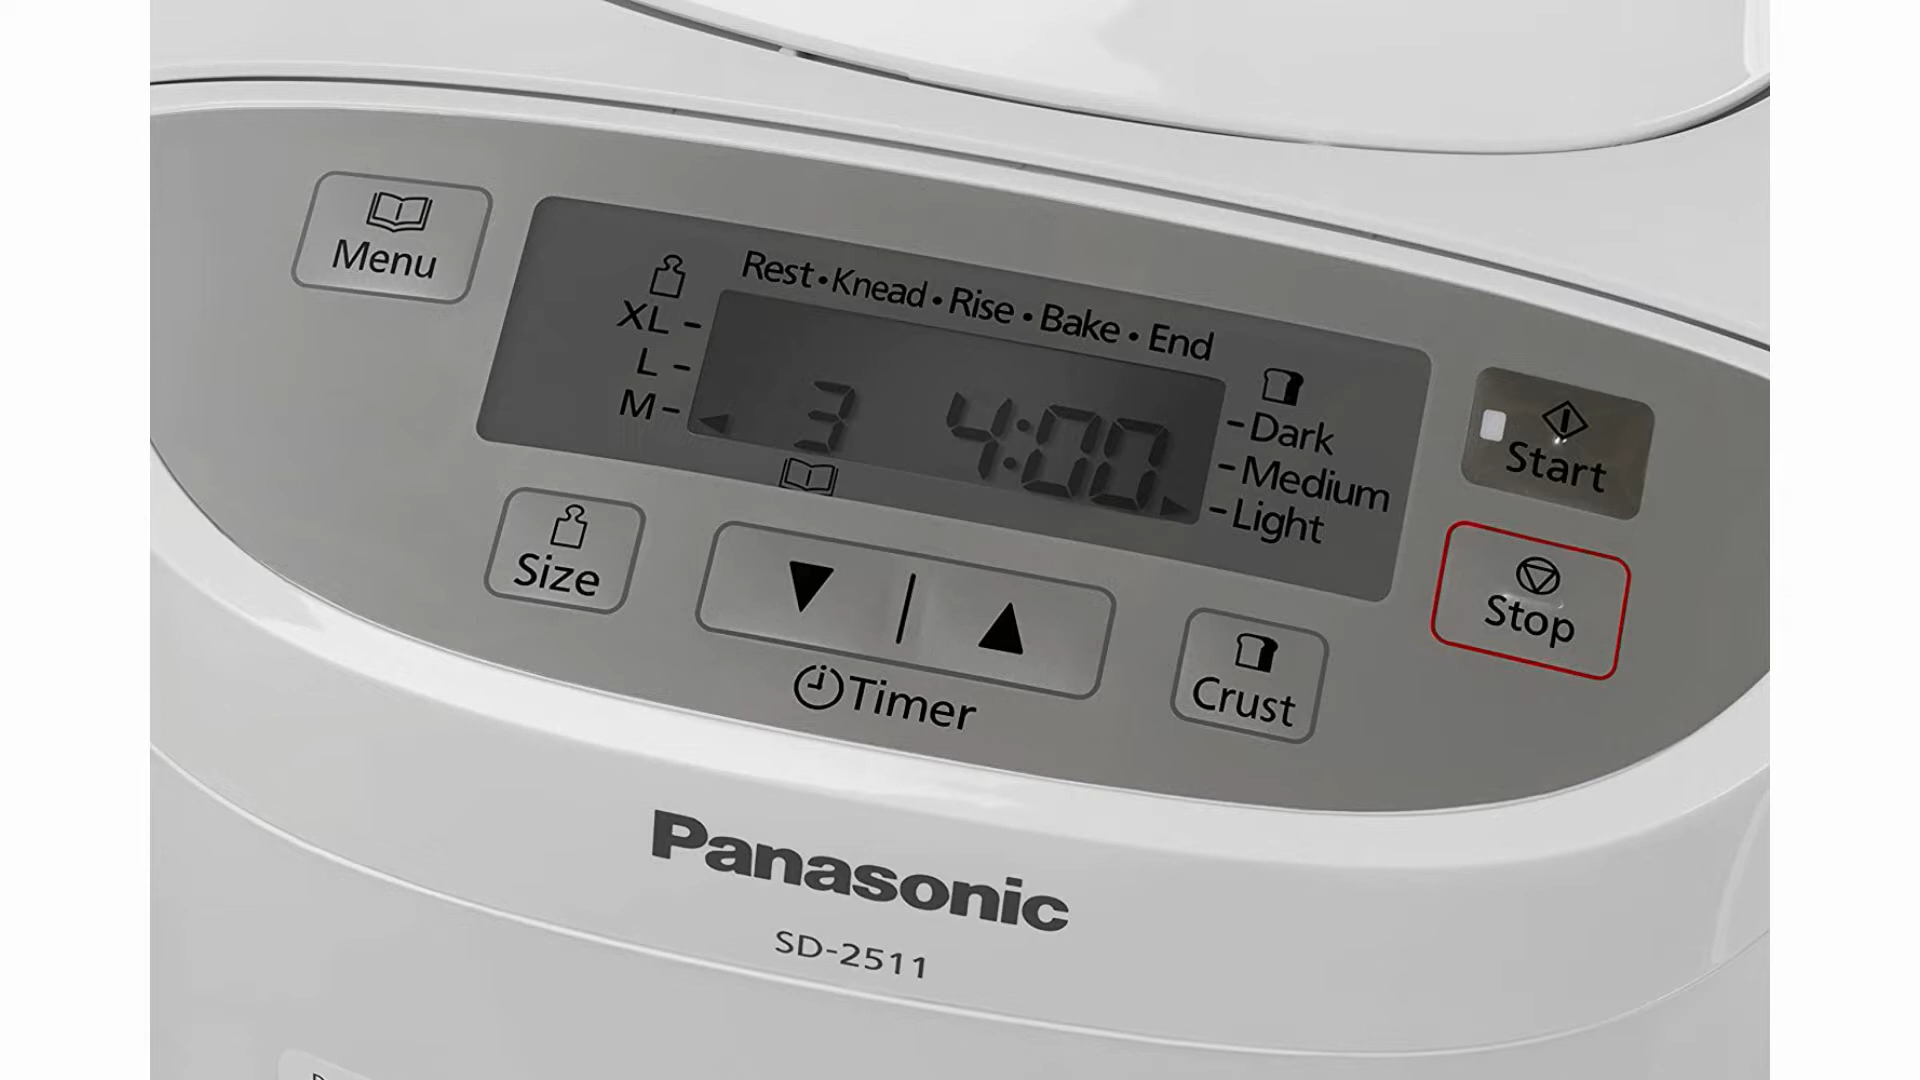 Menu
Rest•Knead•Rise•Bake•End
XL-
L-
M-
3 4:00
-Dark
-Medium
-Light
Start
Stop
Size
Timer
Crust
Panasonic
SD-2511